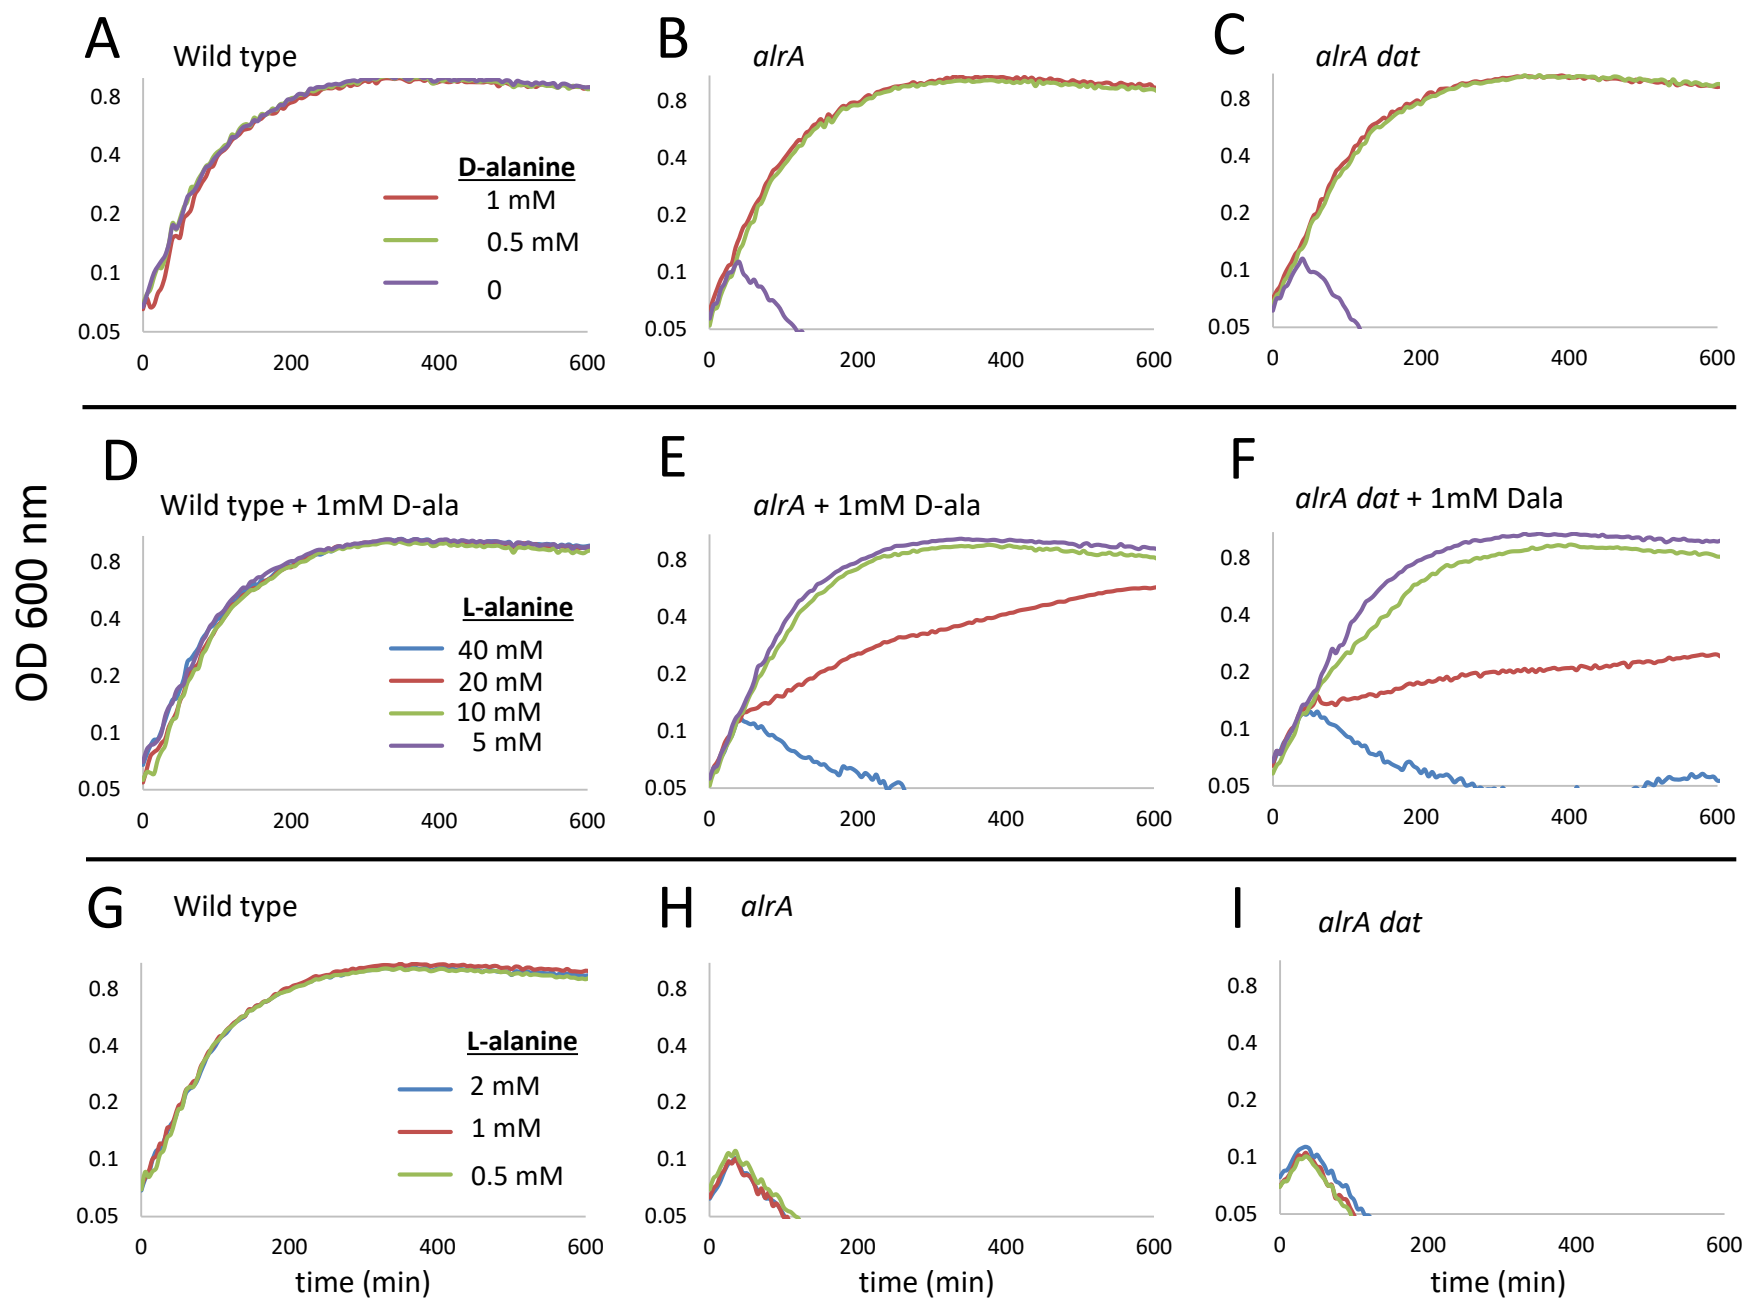 A
Wild type
0.8
0.4
0.2
0.1
0.05
0
200
400
600
D-alanine
1 mM
0.5 mM
0
B
alrA
0.8
0.4
0.2
0.1
0.05
0
200
400
600
C
alrA dat
0.8
0.4
0.2
0.1
0.05
0
200
400
600
OD 600 nm
D
Wild type + 1mM D-ala
0.8
0.4
0.2
0.1
0.05
0
200
400
600
L-alanine
40 mM
20 mM
10 mM
5 mM
E
alrA + 1mM D-ala
0.8
0.4
0.2
0.1
0.05
0
200
400
600
F
alrA dat + 1mM Dala
0.8
0.4
0.2
0.1
0.05
0
200
400
600
G
Wild type
0.8
0.4
0.2
0.1
0.05
0
200
400
600
time (min)
L-alanine
2 mM
1 mM
0.5 mM
H
alrA
0.8
0.4
0.2
0.1
0.05
0
200
400
600
time (min)
I
alrA dat
0.8
0.4
0.2
0.1
0.05
0
200
400
600
time (min)